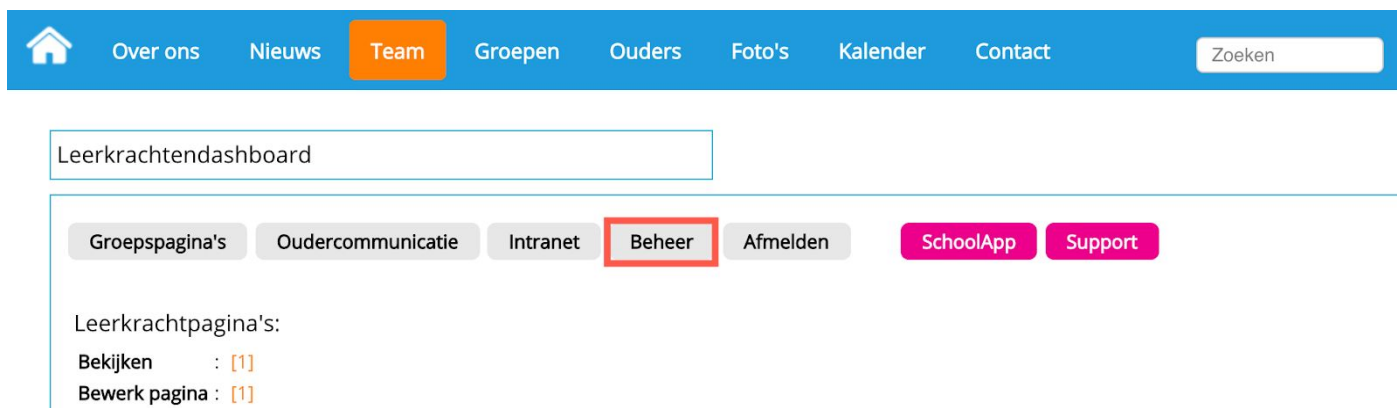 Over ons Nieuws Team Groepen Ouders Foto's Kalender Contact Zoeken
Leerkrachtendashboard
Groepspagina's Oudercommunicatie Intranet Beheer Afmelden SchoolApp Support
Leerkrachtpagina's:
Bekijken : [1]
Bewerk pagina : [1]